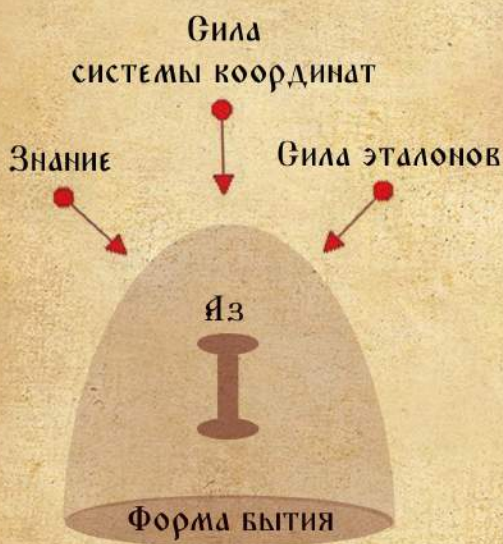 Сила
системы координат
Знание
Сила эталонов
Аз
Форма бытия